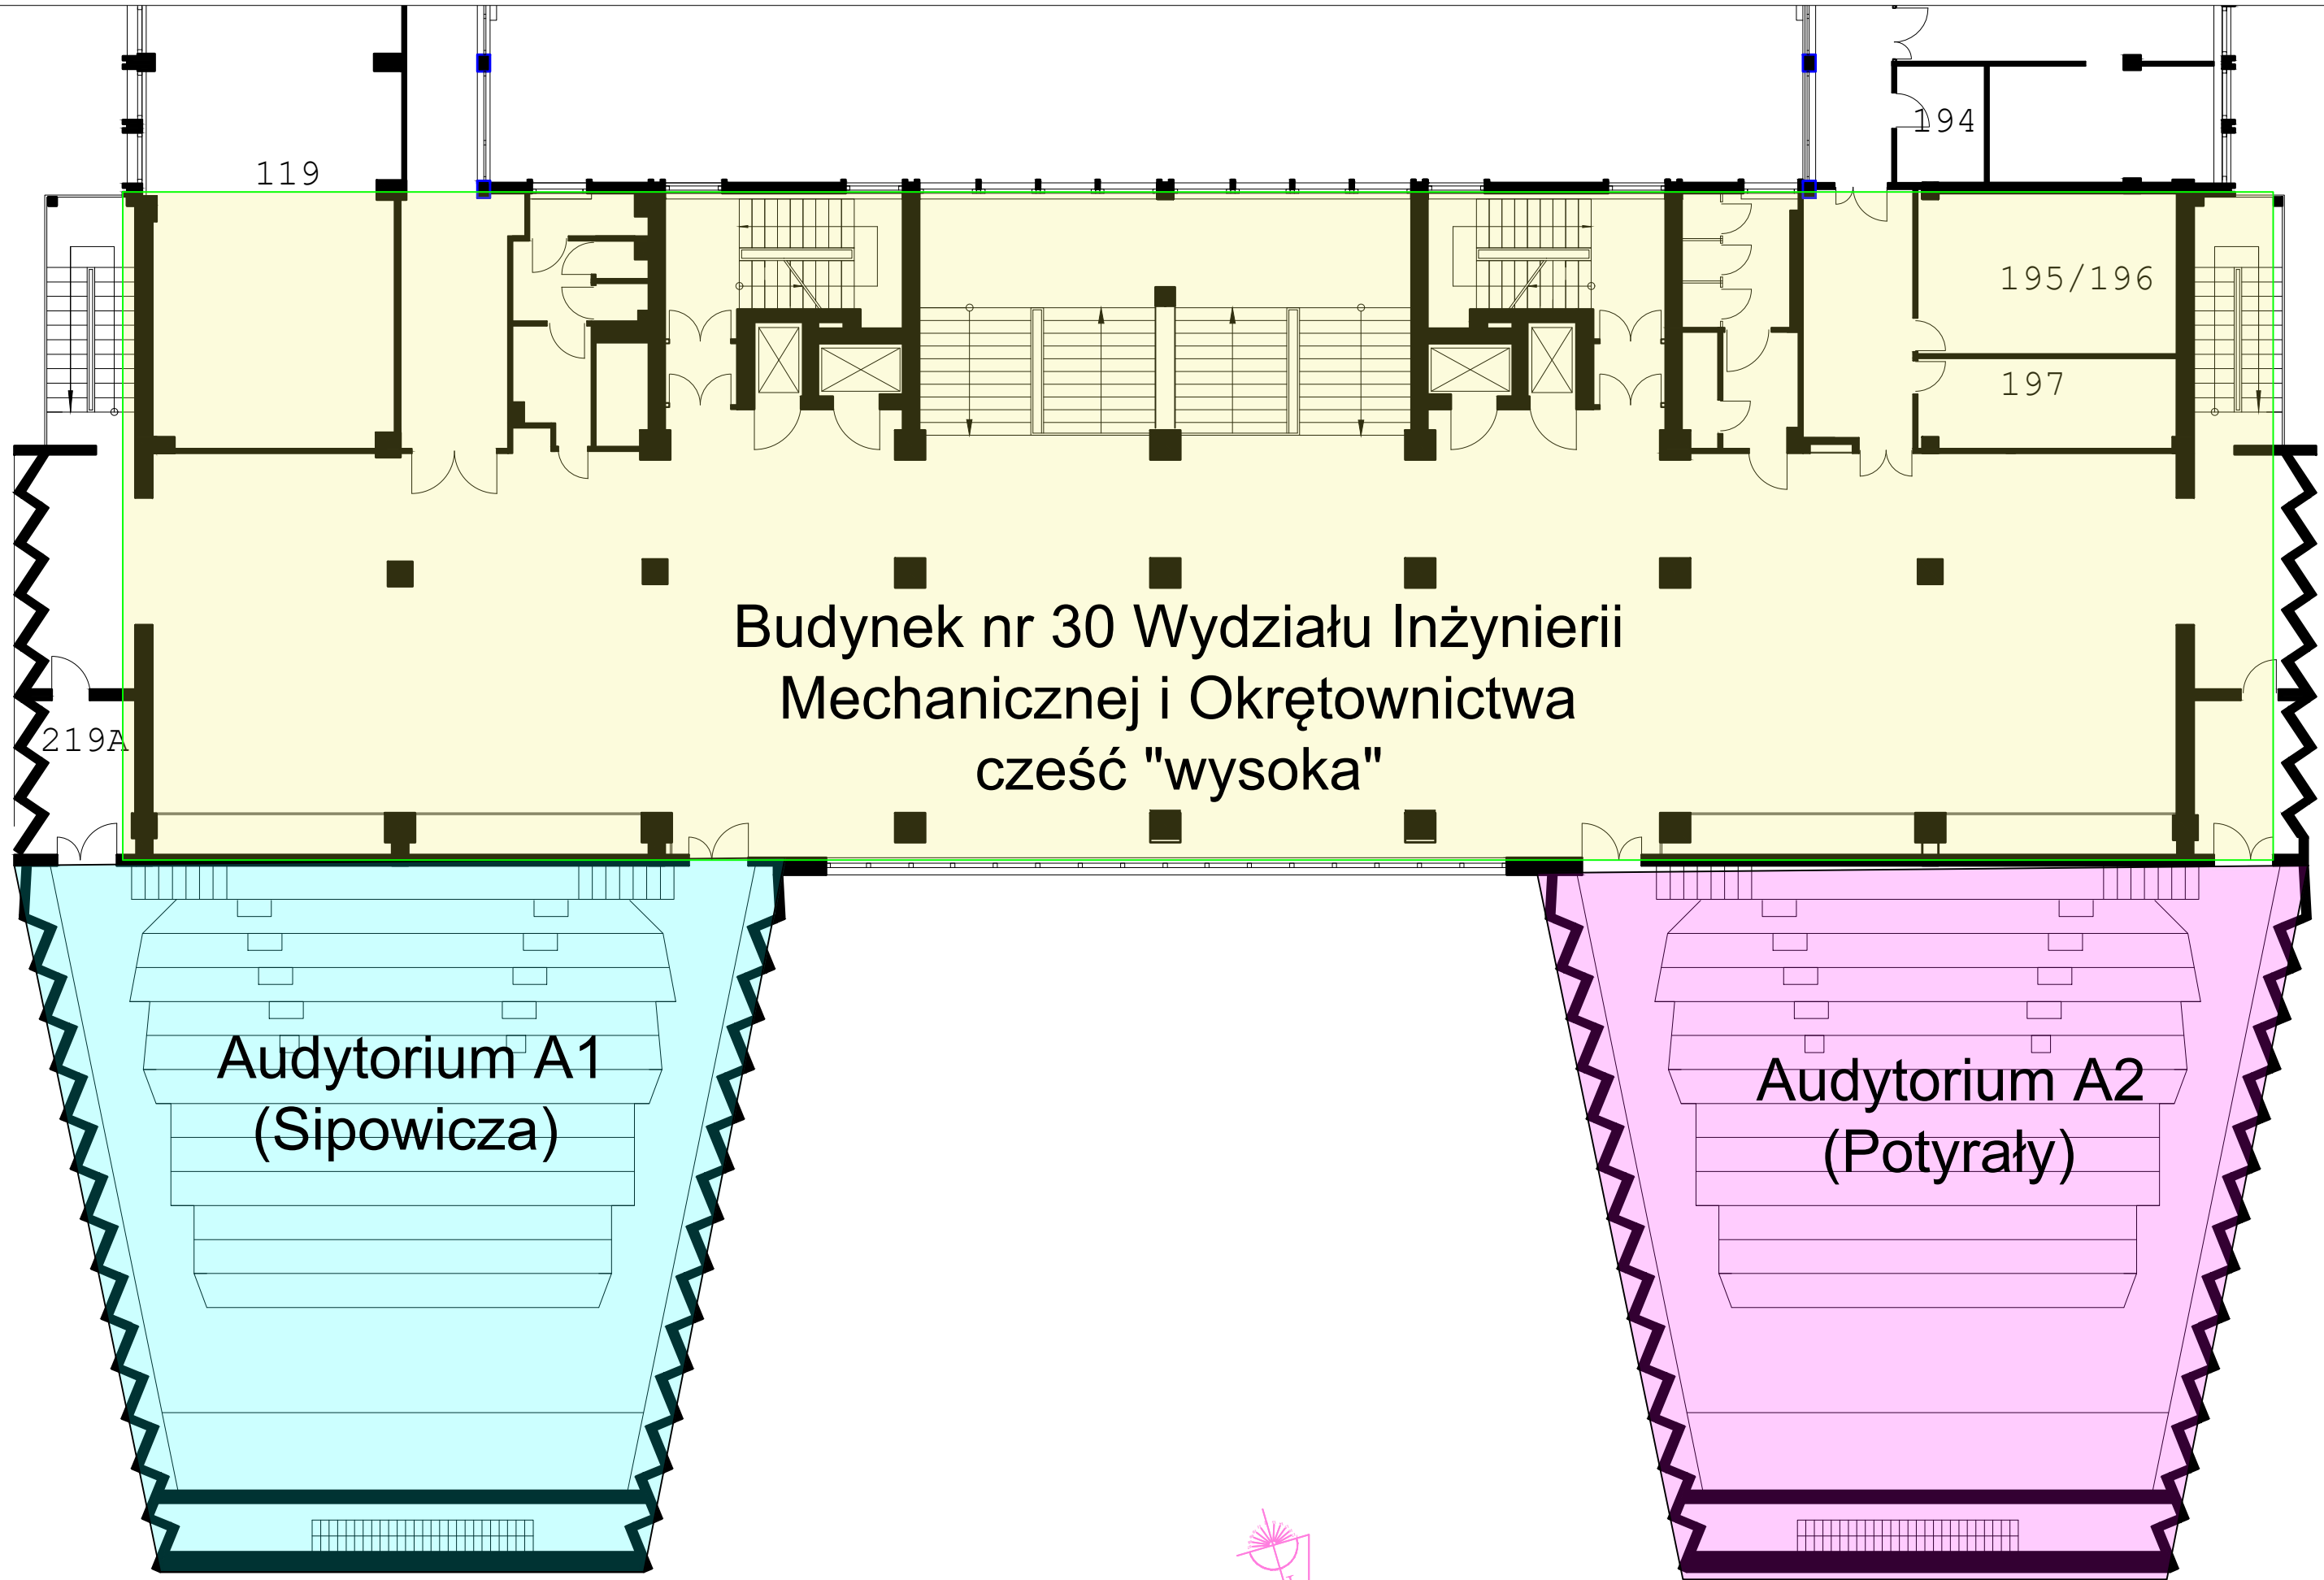 194
119
195/196
197
Budynek nr 30 Wydziału Inżynierii
Mechanicznej i Okrętownictwa
cześć "wysoka"
219A
Audytorium A1
(Sipowicza)
Audytorium A2
(Potyrały)